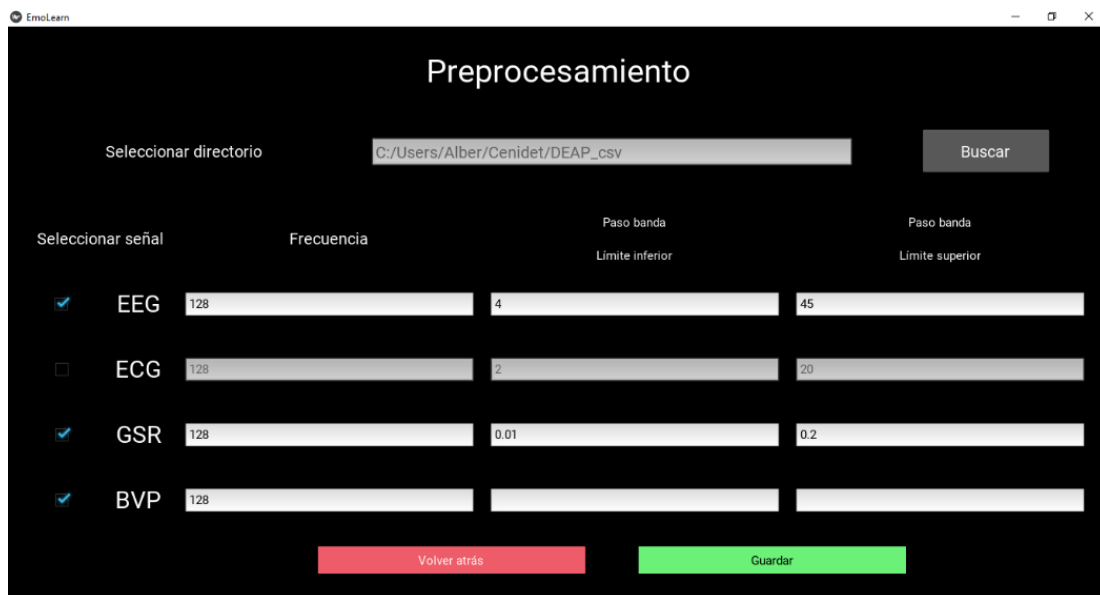 EmoLearn
Preprocesamiento
Seleccionar directorio C:/Users/Alber/Cenidet/DEAP_csv Buscar
Seleccionar señal Frecuencia Paso banda Paso banda
Límite inferior Límite superior
EEG 128 4 45
ECG 128 2 20
GSR 128 0.01 0.2
BVP 128
Volver atrás Guardar